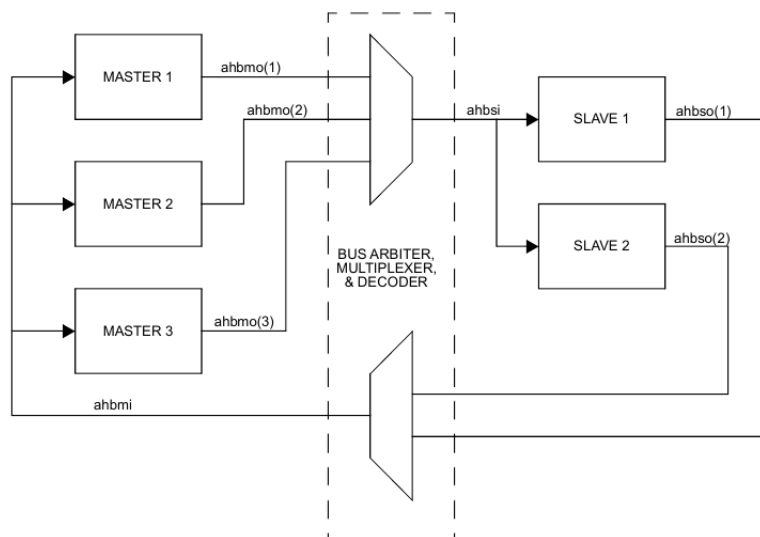 MASTER 1
ahbmo(1)
ahbmo(2)
ahbsi
SLAVE 1
ahbso(1)
MASTER 2
SLAVE 2
ahbso(2)
BUS ARBITER,
MULTIPLEXER,
& DECODER
MASTER 3
ahbmo(3)
ahbmi